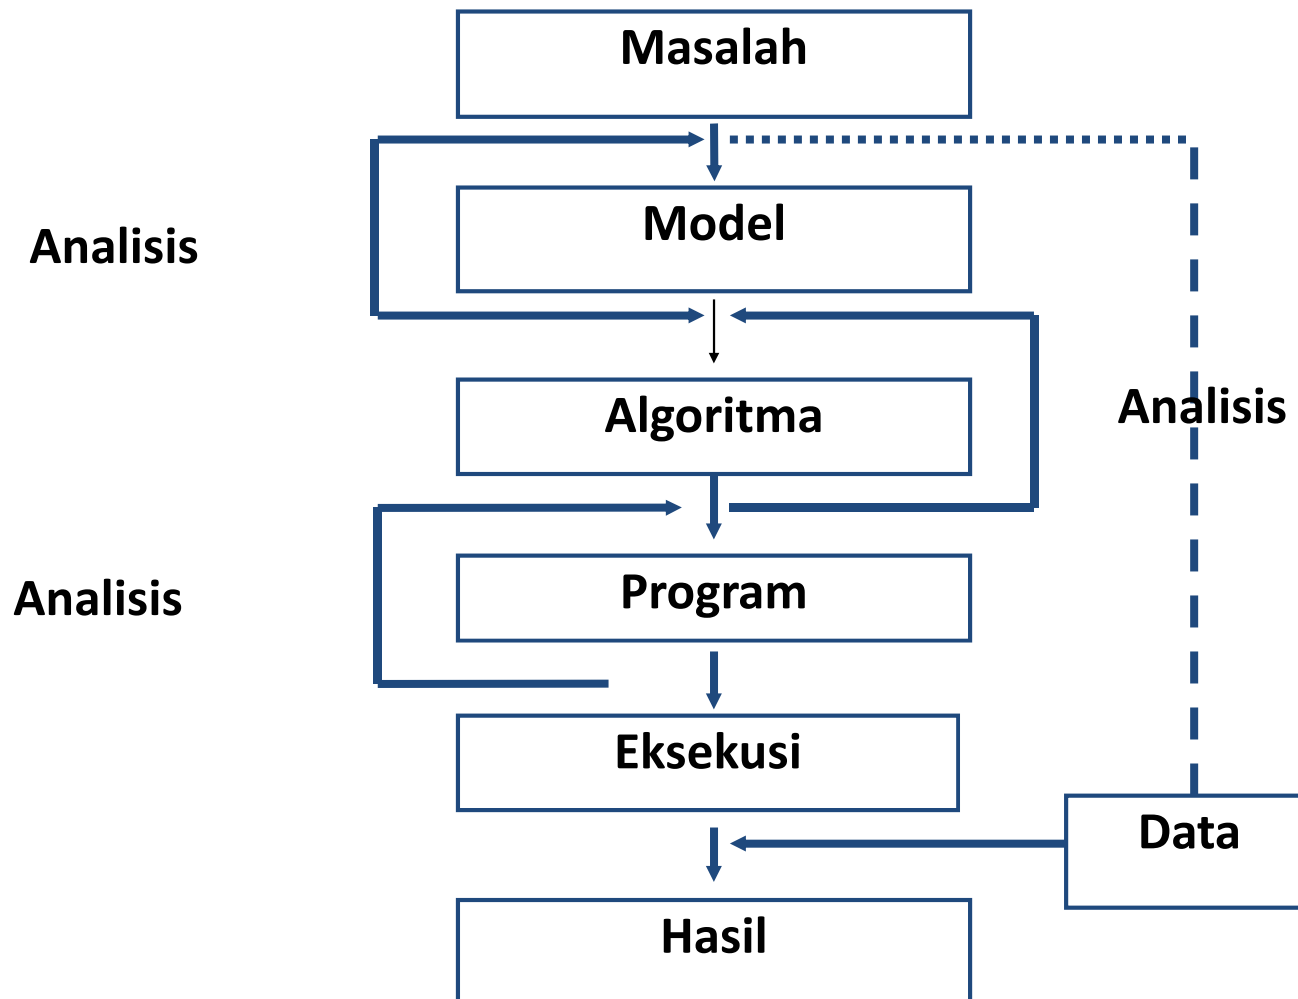 Masalah
Model
Analisis
Algoritma
Analisis
Program
Analisis
Eksekusi
Data
Hasil